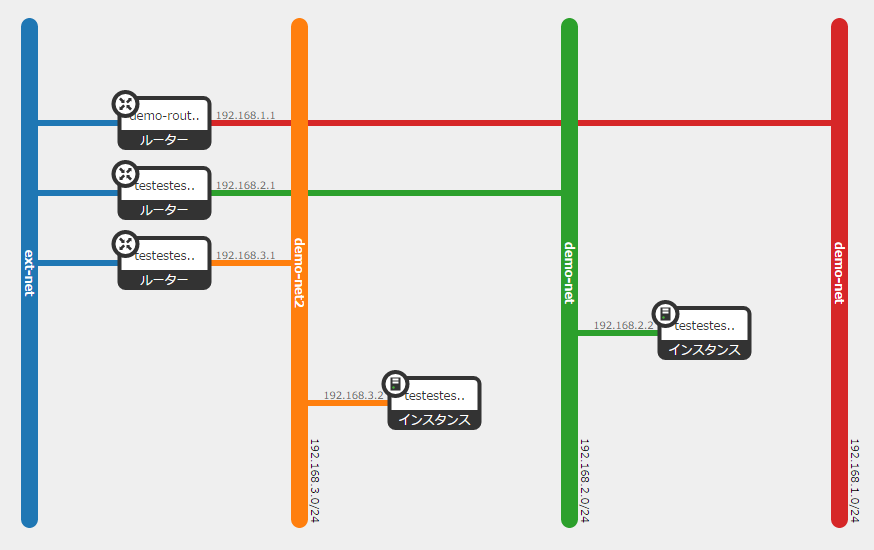 demo-rout..
ルーター
192.168.1.1
testestes..
ルーター
192.168.2.1
testestes..
ルーター
192.168.3.1
ext-net
demo-net2
demo-net
demo-net
192.168.2.2
testestes..
インスタンス
192.168.3.2
testestes..
インスタンス
192.168.3.0/24
192.168.2.0/24
192.168.1.0/24